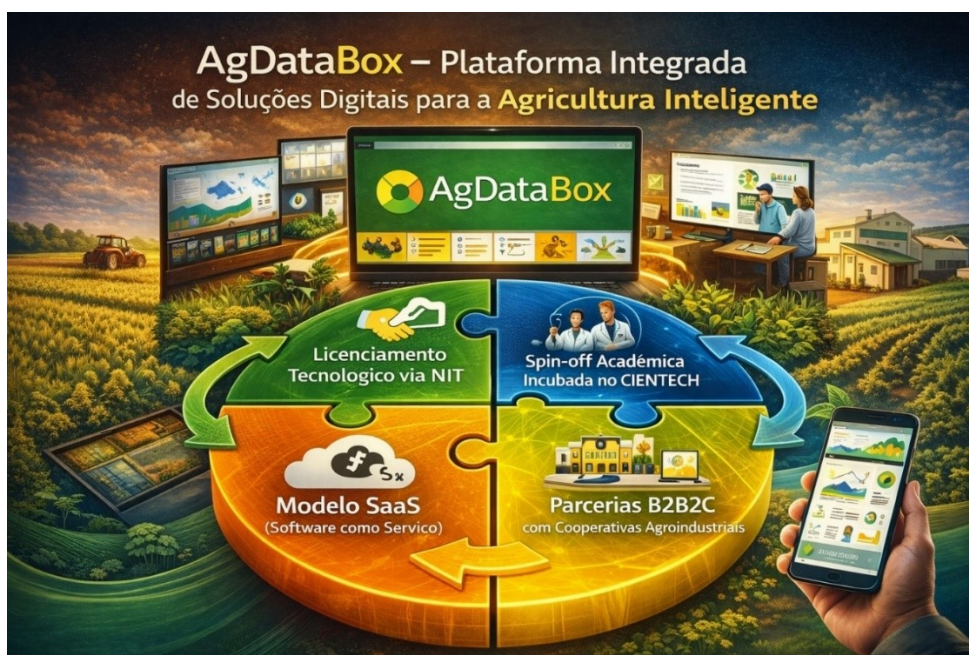 AgDataBox – Plataforma Integrada
de Soluções Digitais para a Agricultura Inteligente
AgDataBox
Licenciamento
Tecnologico via NIT
Spin-off Académica
Incubada no CIENTECH
Modelo SaaS
(Software como Servico)
Parcerias B2B2C
com Cooperativas Agroindustriais